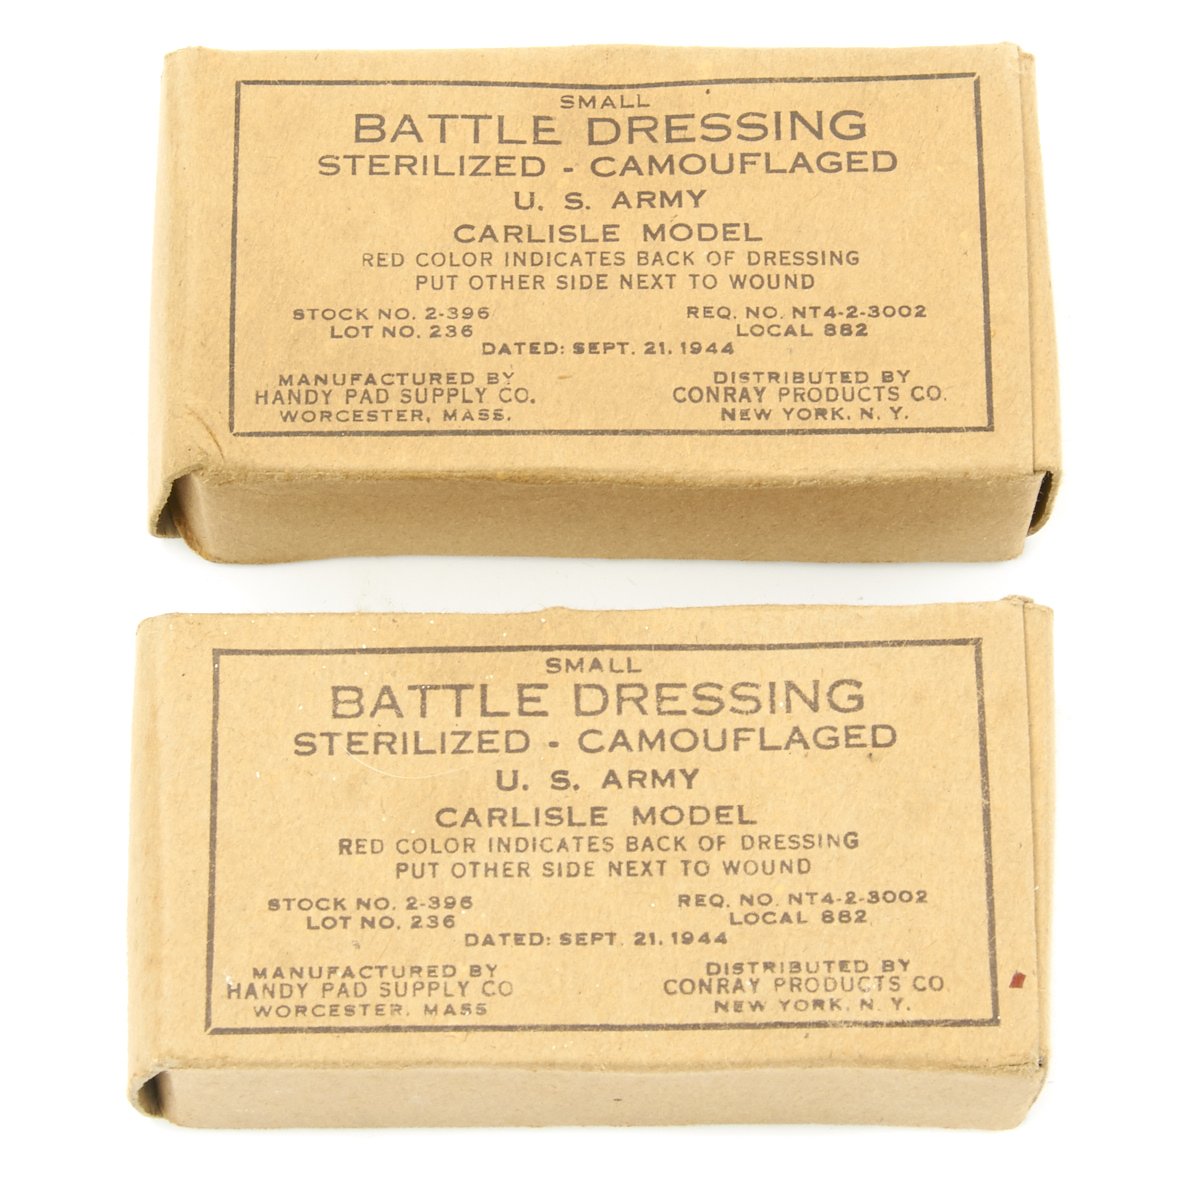 SMALL
BATTLE DRESSING
STERILIZED - CAMOUFLAGED
U. S. ARMY
CARLISLE MODEL
RED COLOR INDICATES BACK OF DRESSING
PUT OTHER SIDE NEXT TO WOUND
STOCK NO. 2-396
LOT NO. 236
REQ. NO. NT4-2-3002
LOCAL 882
DATED: SEPT. 21, 1944
MANUFACTURED BY
HANDY PAD SUPPLY CO.
WORCESTER, MASS.
DISTRIBUTED BY
CONRAY PRODUCTS CO.
NEW YORK, N. Y.
SMALL
BATTLE DRESSING
STERILIZED - CAMOUFLAGED
U. S. ARMY
CARLISLE MODEL
RED COLOR INDICATES BACK OF DRESSING
PUT OTHER SIDE NEXT TO WOUND
STOCK NO. 2-396
LOT NO. 236
REQ. NO. NT4-2-3002
LOCAL 882
DATED: SEPT. 21, 1944
MANUFACTURED BY
HANDY PAD SUPPLY CO
WORCESTER, MASS
DISTRIBUTED BY
CONRAY PRODUCTS CO.
NEW YORK, N. Y.